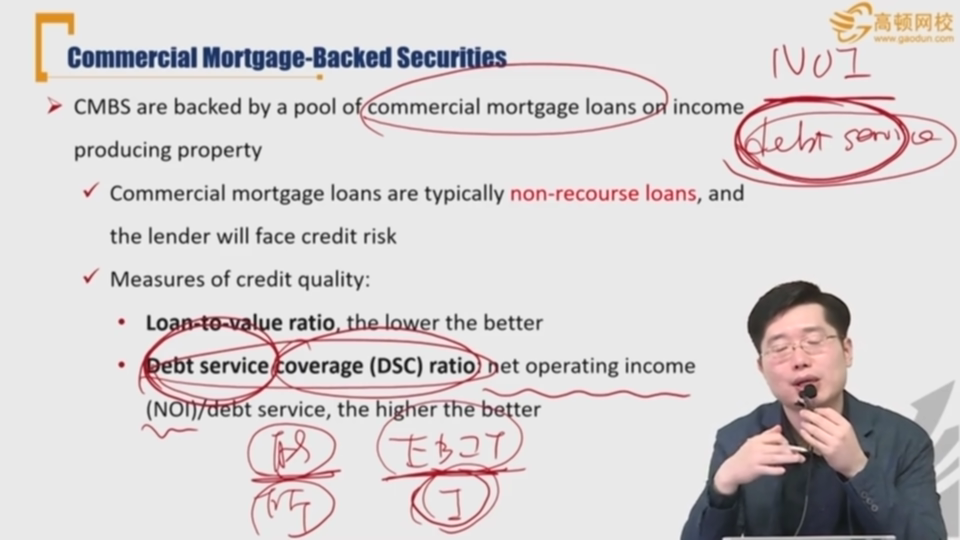 高顿网校
www.gaodun.com
Commercial Mortgage-Backed Securities
NOI
debt service
CMBS are backed by a pool of commercial mortgage loans on income
producing property
Commercial mortgage loans are typically non-recourse loans, and
the lender will face credit risk
Measures of credit quality:
Loan-to-value ratio, the lower the better
Debt service coverage (DSC) ratio: net operating income
(NOI)/debt service, the higher the better
EBIT
I